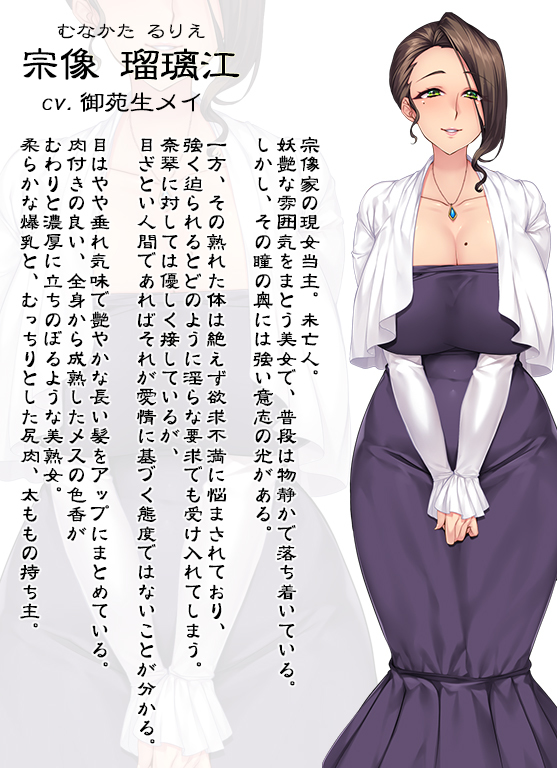 むなかた るりえ
宗像 瑠璃江
cv. 御苑生メイ
宗像家の現女当主。未亡人。
妖艶な雰囲気をまとう美女で、普段は物静かで落ち着いている。
しかし、その瞳の奥には強い意志の光がある。
一方、その熟れた体は絶えず欲求不満に悩まされており、
強く迫られるとどのように淫らな要求でも受け入れてしまう。
奈琴に対しては優しく接しているが、
目ざとい人間であればそれが愛情に基づく態度ではないことが分かる。
目はやや垂れ気味で艶やかな長い髪をアップにまとめている。
肉付きの良い、全身から成熟したメスの色香が
むわりと濃厚に立ちのぼるような美熟女。
柔らかな爆乳と、むっちりとした尻肉、太ももの持ち主。